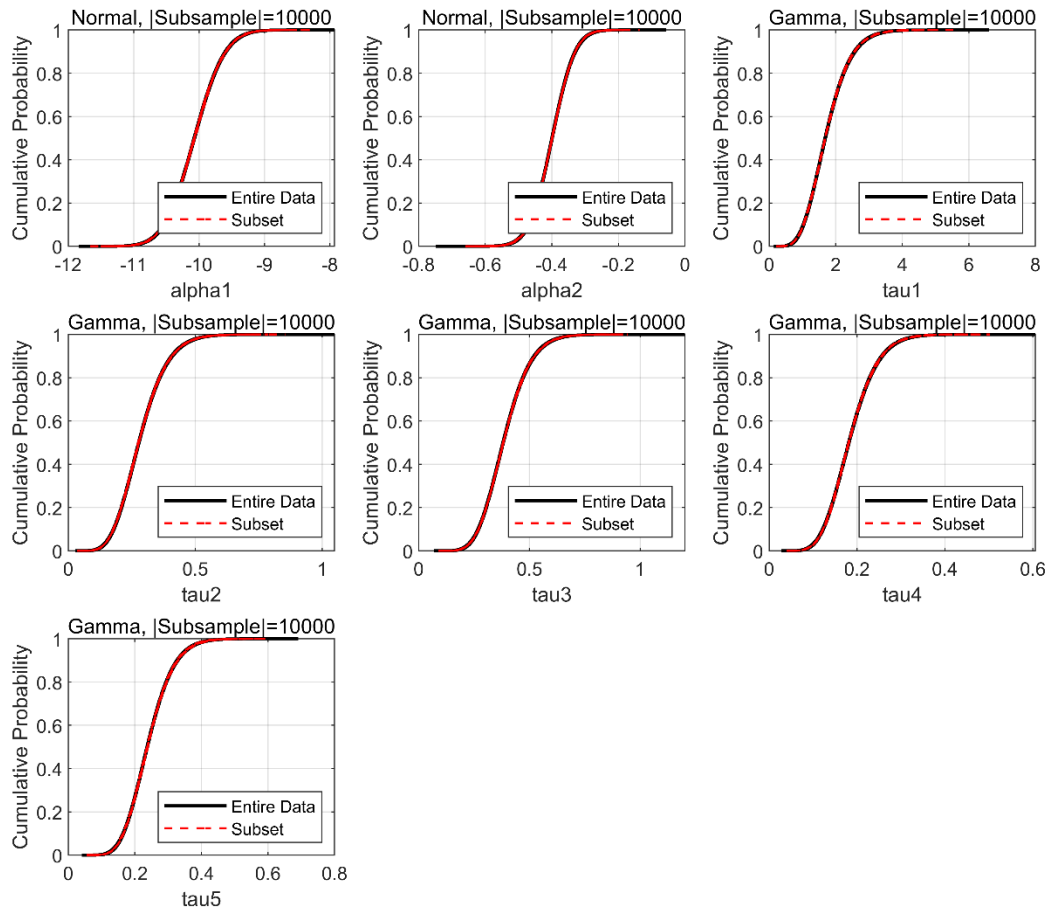 Normal, |Subsample|=10000
Cumulative Probability
1
0.8
0.6
0.4
0.2
0
Entire Data
Subset
-12
-11
-10
-9
-8
alpha1
Normal, |Subsample|=10000
Cumulative Probability
1
0.8
0.6
0.4
0.2
0
Entire Data
Subset
-0.8
-0.6
-0.4
-0.2
0
alpha2
Gamma, |Subsample|=10000
Cumulative Probability
1
0.8
0.6
0.4
0.2
0
Entire Data
Subset
0
2
4
6
8
tau1
Gamma, |Subsample|=10000
Cumulative Probability
1
0.8
0.6
0.4
0.2
0
Entire Data
Subset
0
0.5
1
tau2
Gamma, |Subsample|=10000
Cumulative Probability
1
0.8
0.6
0.4
0.2
0
Entire Data
Subset
0
0.5
1
tau3
Gamma, |Subsample|=10000
Cumulative Probability
1
0.8
0.6
0.4
0.2
0
Entire Data
Subset
0
0.2
0.4
0.6
tau4
Gamma, |Subsample|=10000
Cumulative Probability
1
0.8
0.6
0.4
0.2
0
Entire Data
Subset
0
0.2
0.4
0.6
0.8
tau5